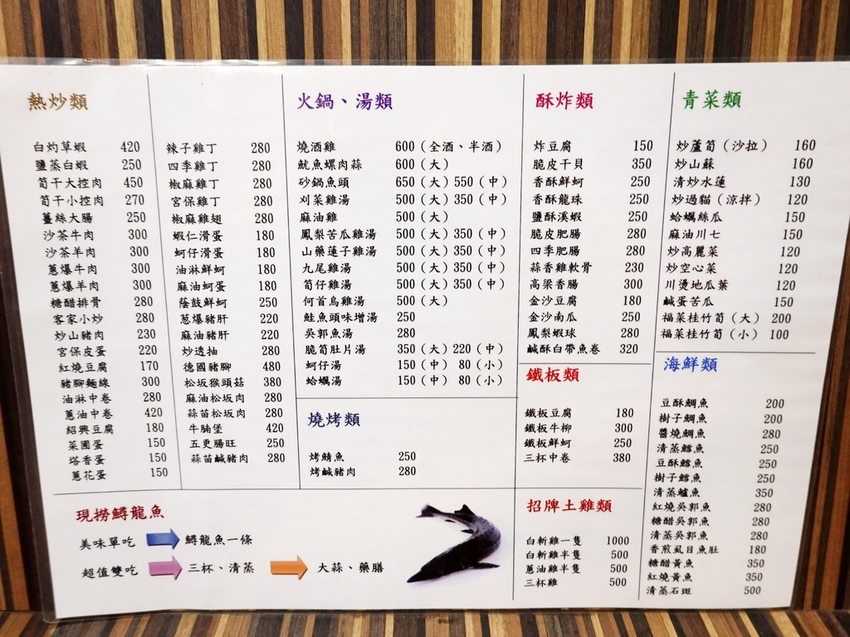 熱炒類
白灼草蝦 420
鹽蒸白蝦 250
筍干大控肉 450
筍干小控肉 270
薑絲大腸 250
沙茶牛肉 300
沙茶羊肉 300
蔥爆牛肉 300
蔥爆羊肉 300
糖醋排骨 280
客家小炒 280
炒山豬肉 230
宮保皮蛋 220
紅燒豆腐 170
豬腳麵線 300
油淋中卷 280
蔥油中卷 420
紹興豆腐 180
菜圃蛋 150
塔香蛋 150
蔥花蛋 150
辣子雞丁 280
四季雞丁 280
椒麻雞丁 280
宮保雞丁 280
椒麻雞翅 280
蝦仁滑蛋 180
蚵仔滑蛋 180
油淋鮮蚵 280
麻油蚵蛋 180
蔭鼓鮮蚵 250
蔥爆豬肝 220
麻油豬肝 220
炒透抽 280
德國豬腳 480
松坂猴頭菇 380
麻油松坂肉 280
蒜苗松坂肉 280
牛腩堡 420
五更腸旺 250
蒜苗鹹豬肉 280
火鍋、湯類
燒酒雞 600（全酒、半酒）
魷魚螺肉蒜 600（大）
砂鍋魚頭 650（大）550（中）
刈菜雞湯 500（大）350（中）
麻油雞 500（大）
鳳梨苦瓜雞湯 500（大）350（中）
山藥蓮子雞湯 500（大）350（中）
九尾雞湯 500（大）350（中）
筍仔雞湯 500（大）350（中）
何首烏雞湯 500（大）
鮭魚頭味增湯 250
吳郭魚湯 280
脆筍肚片湯 350（大）220（中）
蚵仔湯 150（中） 80（小）
蛤蠣湯 150（中） 80（小）
燒烤類
烤鯖魚 250
烤鹹豬肉 280
酥炸類
炸豆腐 150
脆皮干貝 350
香酥鮮蚵 250
香酥龍珠 250
鹽酥溪蝦 250
脆皮肥腸 280
四季肥腸 280
蒜香雞軟骨 230
高梁香腸 300
金沙豆腐 180
金沙南瓜 250
鳳梨蝦球 280
鹹酥白帶魚卷 320
鐵板類
鐵板豆腐 180
鐵板牛柳 300
鐵板鮮蚵 250
三杯中卷 380
招牌土雞類
白斬雞一隻 1000
白斬雞半隻 500
蔥油雞半隻 500
三杯雞 500
青菜類
炒蘆筍（沙拉） 160
炒山蘇 160
清炒水蓮 130
炒過貓（涼拌） 120
蛤蠣絲瓜 150
麻油川七 150
炒高麗菜 120
炒空心菜 120
川燙地瓜葉 120
鹹蛋苦瓜 150
福菜桂竹筍（大） 200
福菜桂竹筍（小） 100
海鮮類
豆酥鯛魚 200
樹子鯛魚 200
醬燒鯛魚 280
清蒸鱈魚 250
豆酥鱈魚 250
樹子鱈魚 250
清蒸鱸魚 350
紅燒吳郭魚 280
糖醋吳郭魚 280
清蒸吳郭魚 280
香煎虱目魚肚 180
糖醋黃魚 350
紅燒黃魚 350
清蒸石斑 500
現撈鱘龍魚
美味單吃 鱘龍魚一條
超值雙吃 三杯、清蒸 大蒜、藥膳